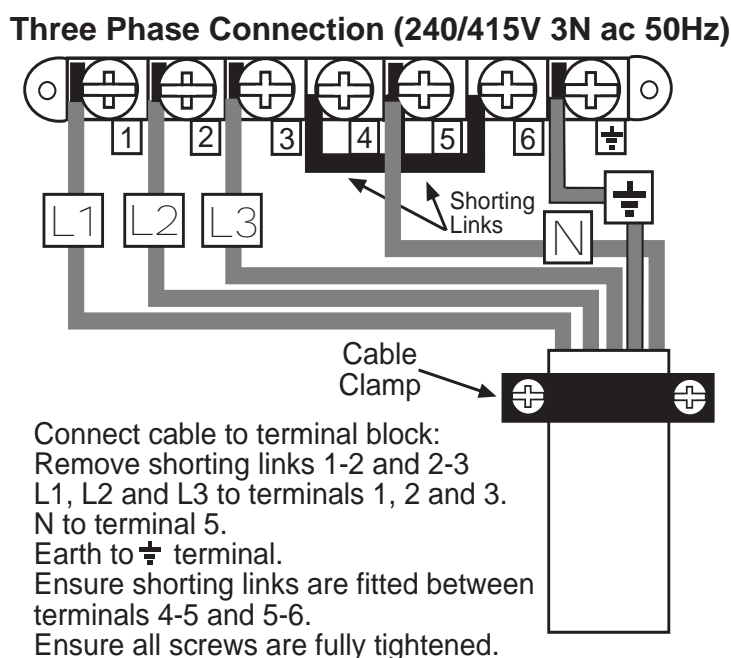 Three Phase Connection (240/415V 3N ac 50Hz)
1 2 3 4 5 6 ⏚
L1 L2 L3
Shorting
Links
N ⏚
Cable
Clamp
Connect cable to terminal block:
Remove shorting links 1-2 and 2-3
L1, L2 and L3 to terminals 1, 2 and 3.
N to terminal 5.
Earth to ⏚ terminal.
Ensure shorting links are fitted between
terminals 4-5 and 5-6.
Ensure all screws are fully tightened.